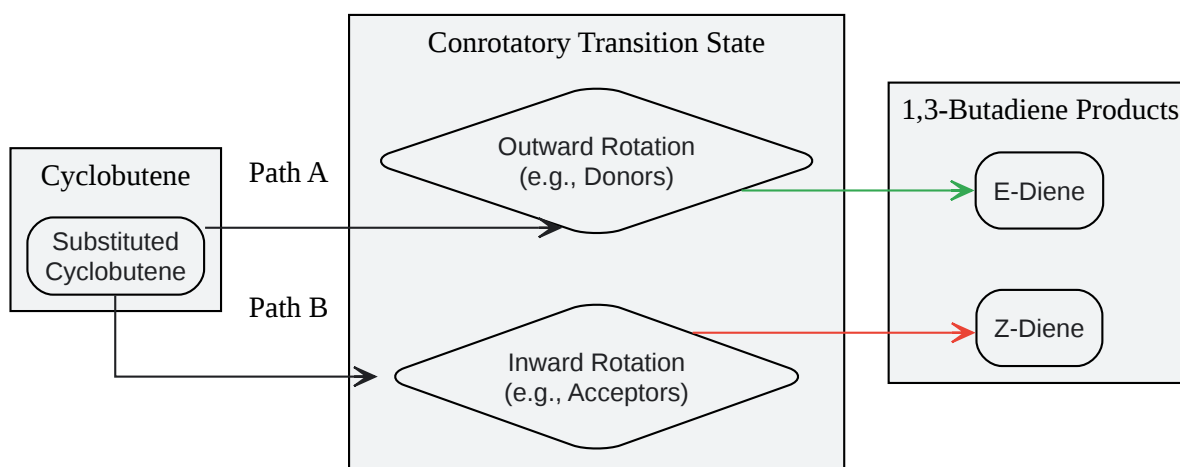 Conrotatory Transition State
1,3-Butadiene Products
Cyclobutene
Path A
Outward Rotation
(e.g., Donors)
E-Diene
Substituted
Cyclobutene
Path B
Inward Rotation
(e.g., Acceptors)
Z-Diene